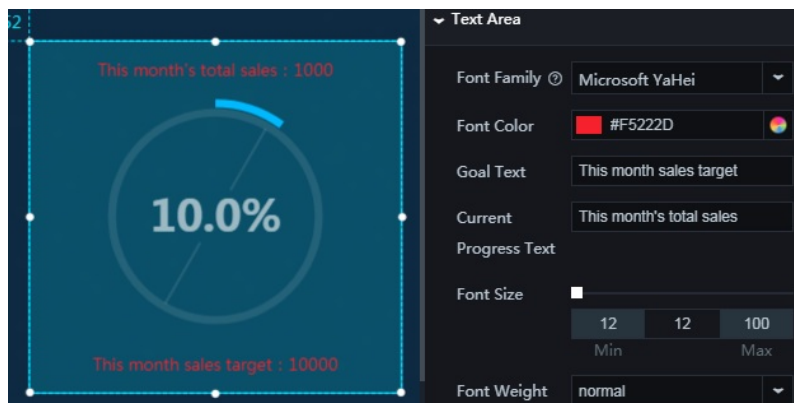 52
This month's total sales : 1000
10.0%
This month sales target : 10000
Text Area
Font Family
Microsoft YaHei
Font Color
#F5222D
Goal Text
This month sales target
Current
Progress Text
This month's total sales
Font Size
12
12
100
Min
Max
Font Weight
normal